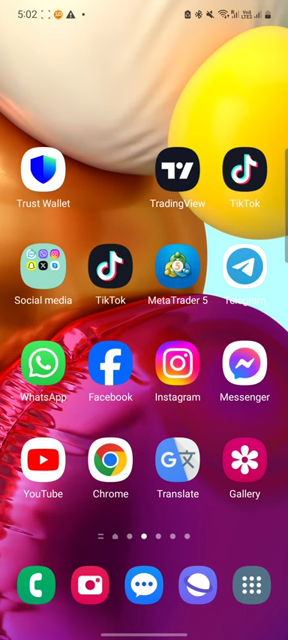 5:02
Trust Wallet
TradingView
TikTok
Social media
TikTok
MetaTrader 5
Telegram
WhatsApp
Facebook
Instagram
Messenger
YouTube
Chrome
Translate
Gallery